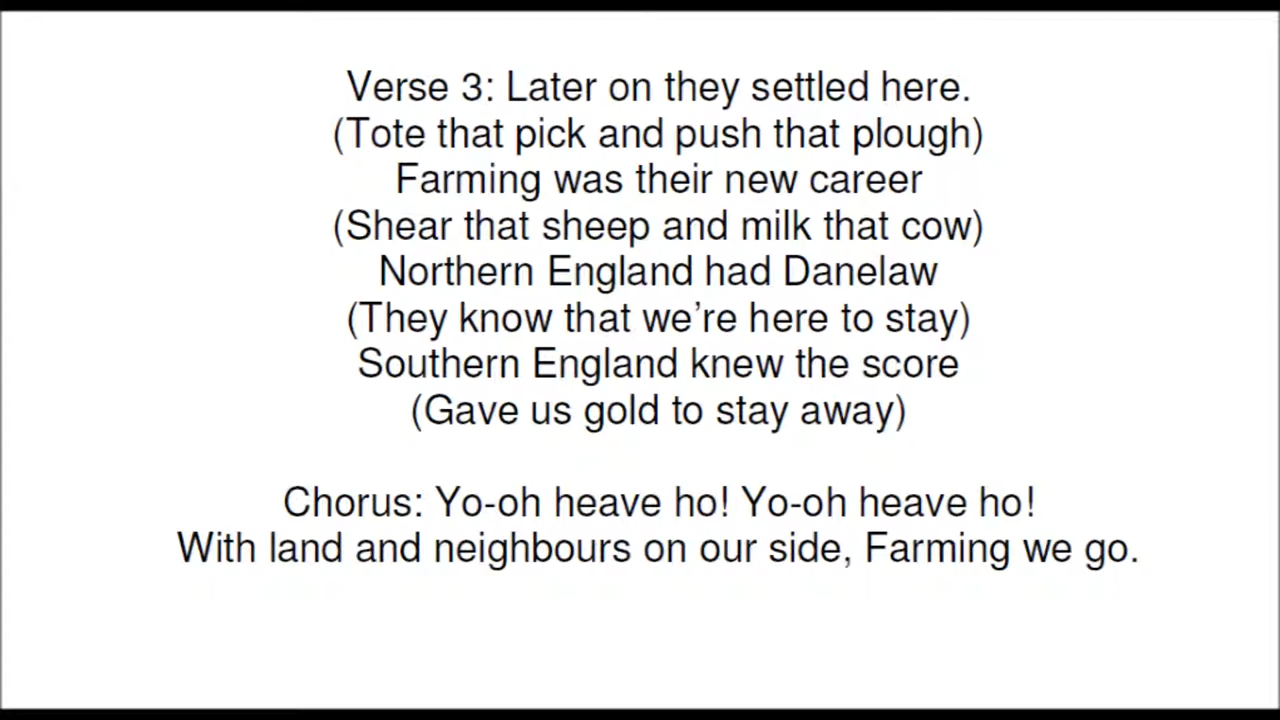 Verse 3: Later on they settled here.
(Tote that pick and push that plough)
Farming was their new career
(Shear that sheep and milk that cow)
Northern England had Danelaw
(They know that we’re here to stay)
Southern England knew the score
(Gave us gold to stay away)
Chorus: Yo-oh heave ho! Yo-oh heave ho!
With land and neighbours on our side, Farming we go.